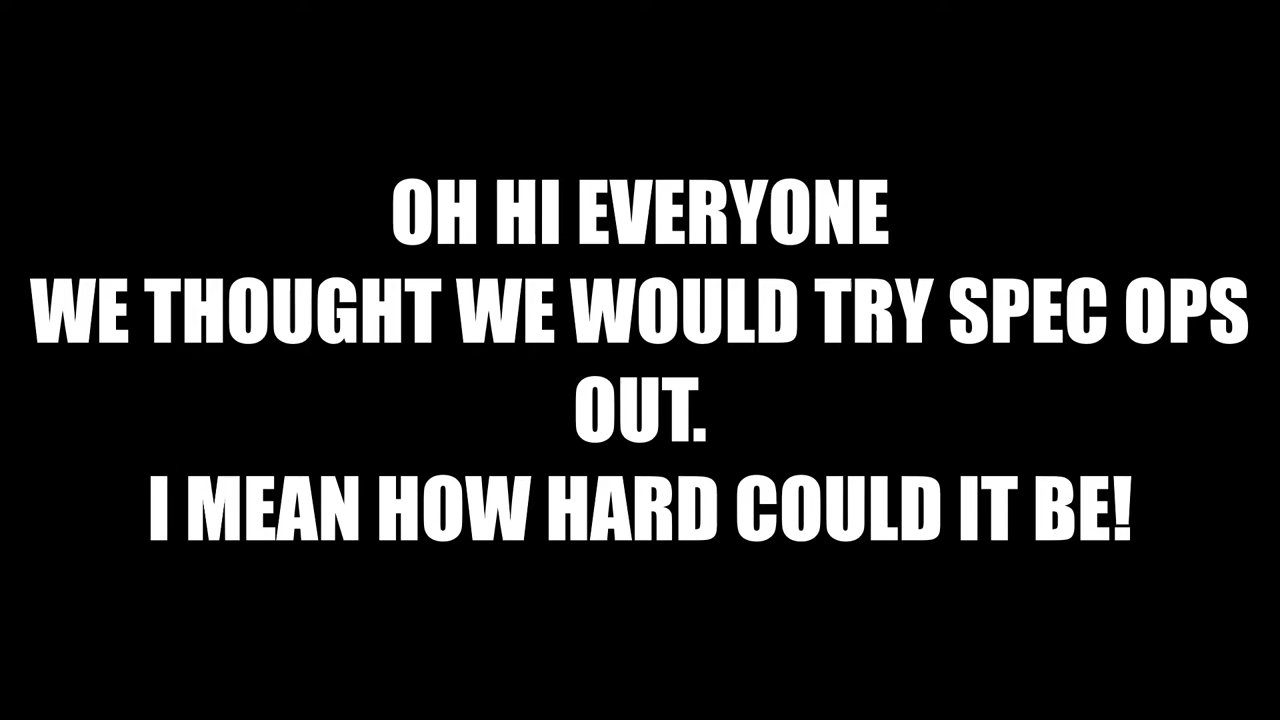 OH HI EVERYONE
WE THOUGHT WE WOULD TRY SPEC OPS
OUT.
I MEAN HOW HARD COULD IT BE!